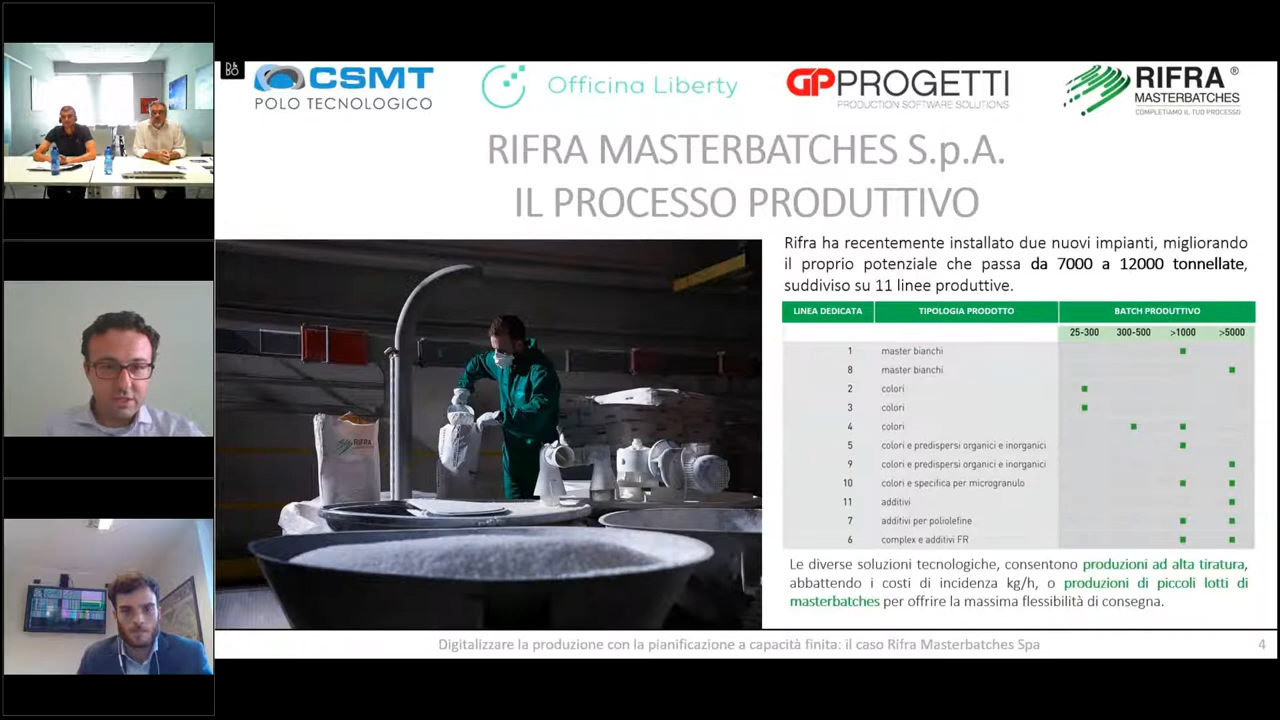 DE
BO
CSMT
POLO TECNOLOGICO
Officina Liberty
GP PROGETTI
PRODUCTION SOFTWARE SOLUTIONS
RIFRA ®
MASTERBATCHES
COMPLETIAMO IL TUO PROCESSO
RIFRA MASTERBATCHES S.p.A.
IL PROCESSO PRODUTTIVO
Rifra ha recentemente installato due nuovi impianti, migliorando
il proprio potenziale che passa da 7000 a 12000 tonnellate,
suddiviso su 11 linee produttive.
LINEA DEDICATA TIPOLOGIA PRODOTTO BATCH PRODUTTIVO
25-300 300-500 >1000 >5000
1 master bianchi
8 master bianchi
2 colori
3 colori
4 colori
5 colori e predispersi organici e inorganici
9 colori e predispersi organici e inorganici
10 colori e specifica per microgranulo
11 additivi
7 additivi per poliolefine
6 complex e additivi FR
RIFRA
Le diverse soluzioni tecnologiche, consentono produzioni ad alta tiratura,
abbattendo i costi di incidenza kg/h, o produzioni di piccoli lotti di
masterbatches per offrire la massima flessibilità di consegna.
Digitalizzare la produzione con la pianificazione a capacità finita: il caso Rifra Masterbatches Spa
4